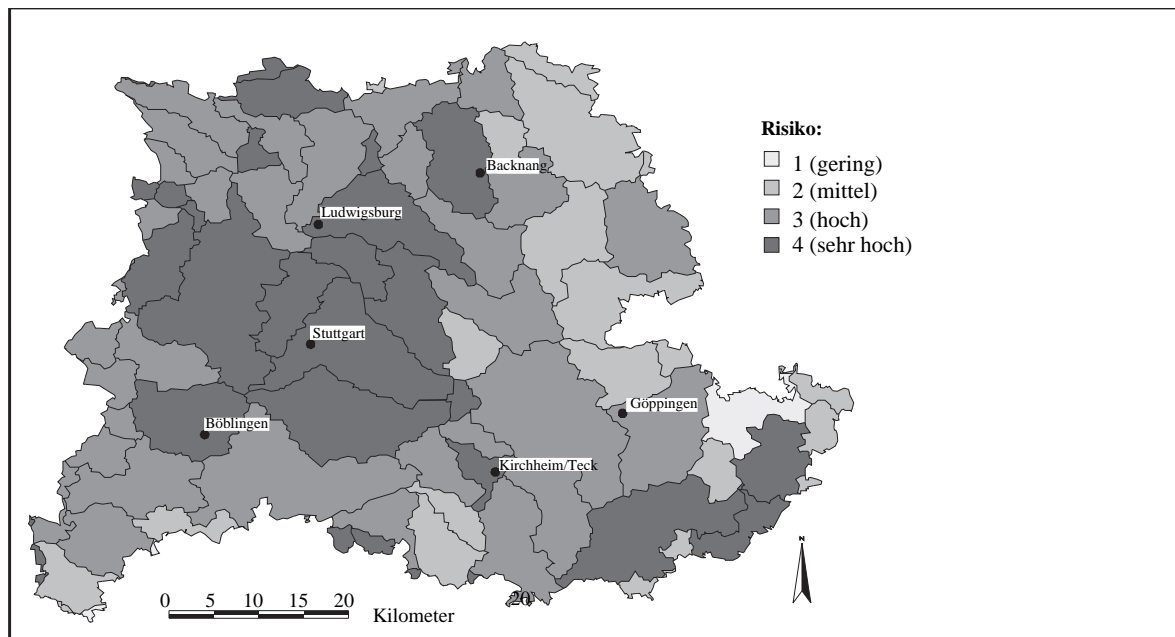 Risiko:
1 (gering)
2 (mittel)
3 (hoch)
4 (sehr hoch)
Backnang
Ludwigsburg
Stuttgart
Göppingen
Böblingen
Kirchheim/Teck
N
0 5 10 15 20
Kilometer